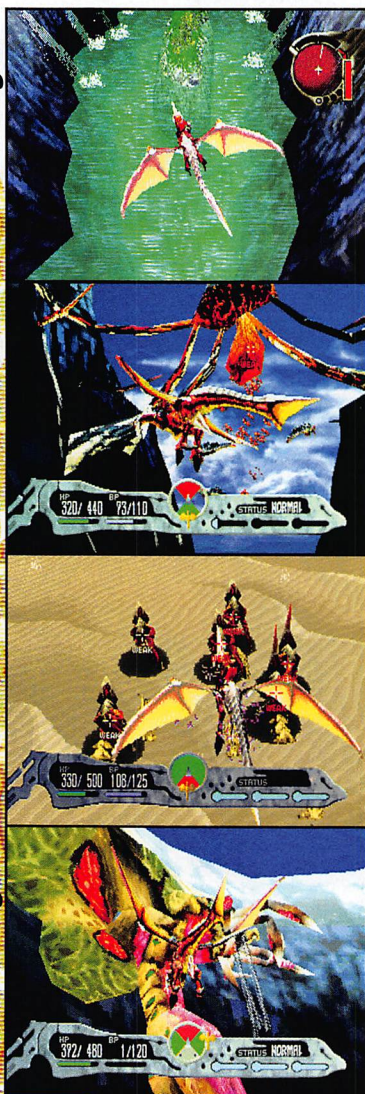 HP BP
320/ 440 73/110
STATUS NORMAL
WEAK
WEAK
WEAK
HP BP
330/ 500 106/125
STATUS
HP BP
372/ 480 1/120
STATUS NORMAL